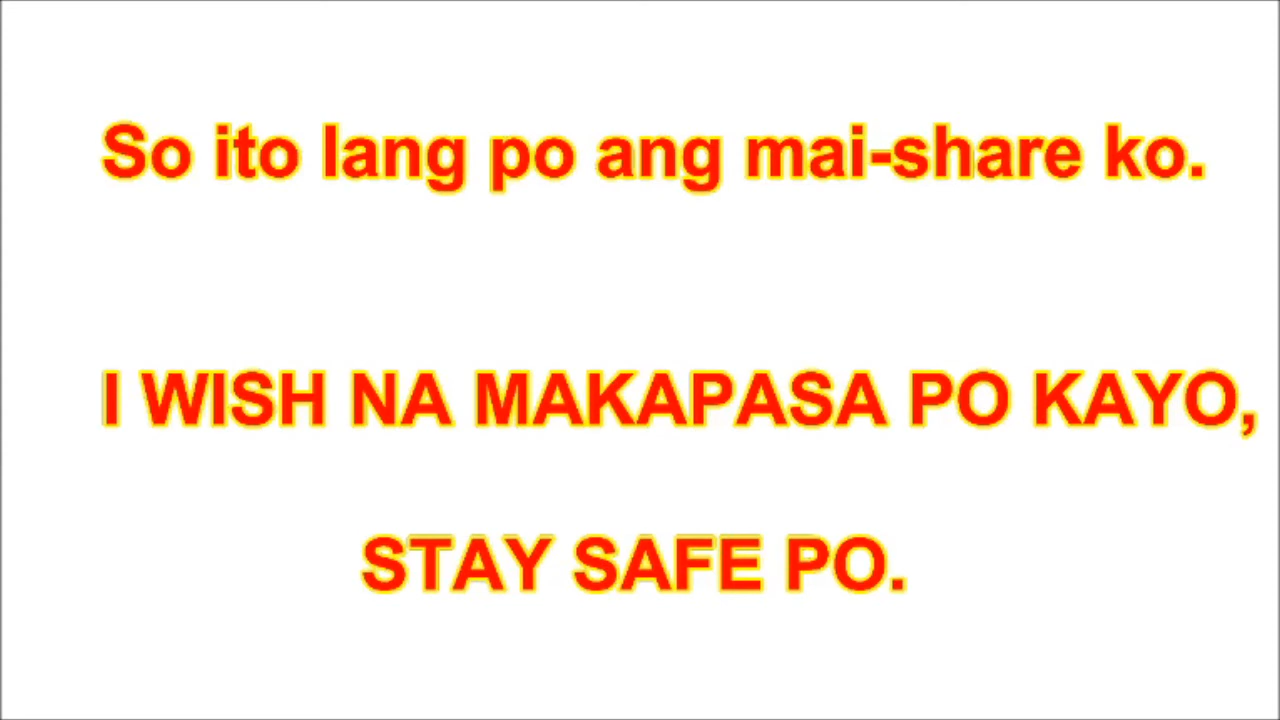 So ito lang po ang mai-share ko.
I WISH NA MAKAPASA PO KAYO,
STAY SAFE PO.